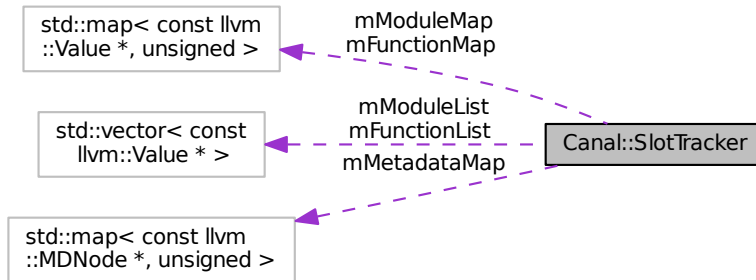 std::map< const llvm
::Value *, unsigned >
mModuleMap
mFunctionMap
std::vector< const
llvm::Value * >
mModuleList
mFunctionList
Canal::SlotTracker
mMetadataMap
std::map< const llvm
::MDNode *, unsigned >